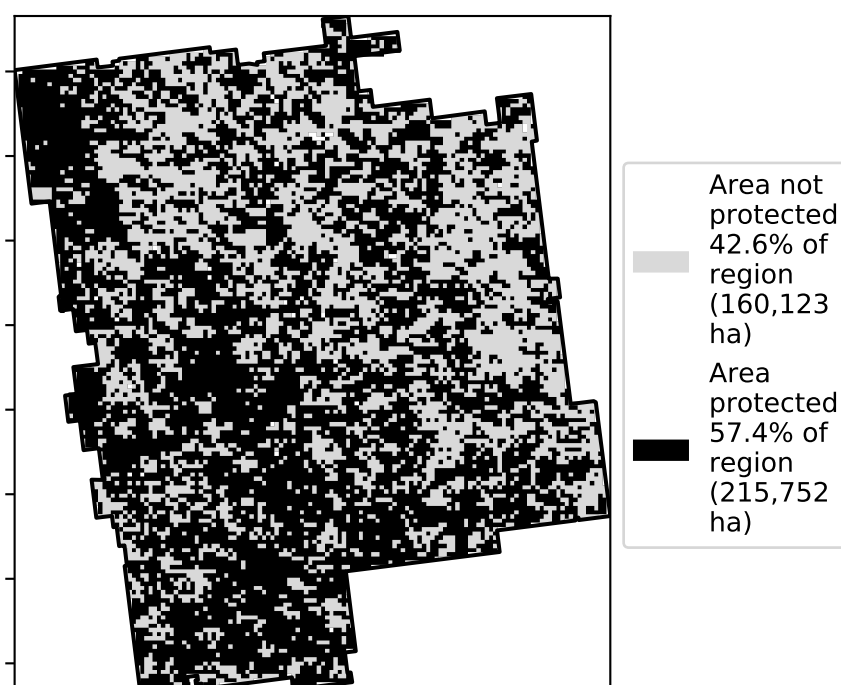 Area not
protected
42.6% of
region
(160,123
ha)
Area
protected
57.4% of
region
(215,752
ha)